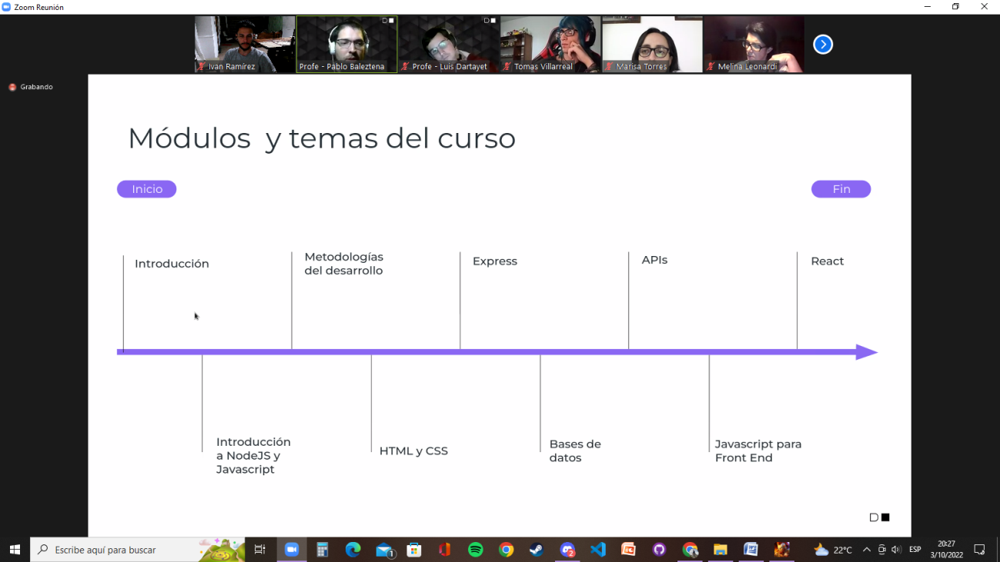 Zoom Reunión
Ivan Ramírez
Profe - Pablo Baleztena
Profe - Luis Dartayet
Tomas Villarreal
Marisa Torres
Melina Leonardi
Grabando
Módulos y temas del curso
Inicio
Fin
Introducción
Metodologías
del desarrollo
Express
APIs
React
Introducción
a NodeJS y
Javascript
HTML y CSS
Bases de
datos
Javascript para
Front End
Escribe aquí para buscar
1
22°C
ESP
20:27
3/10/2022